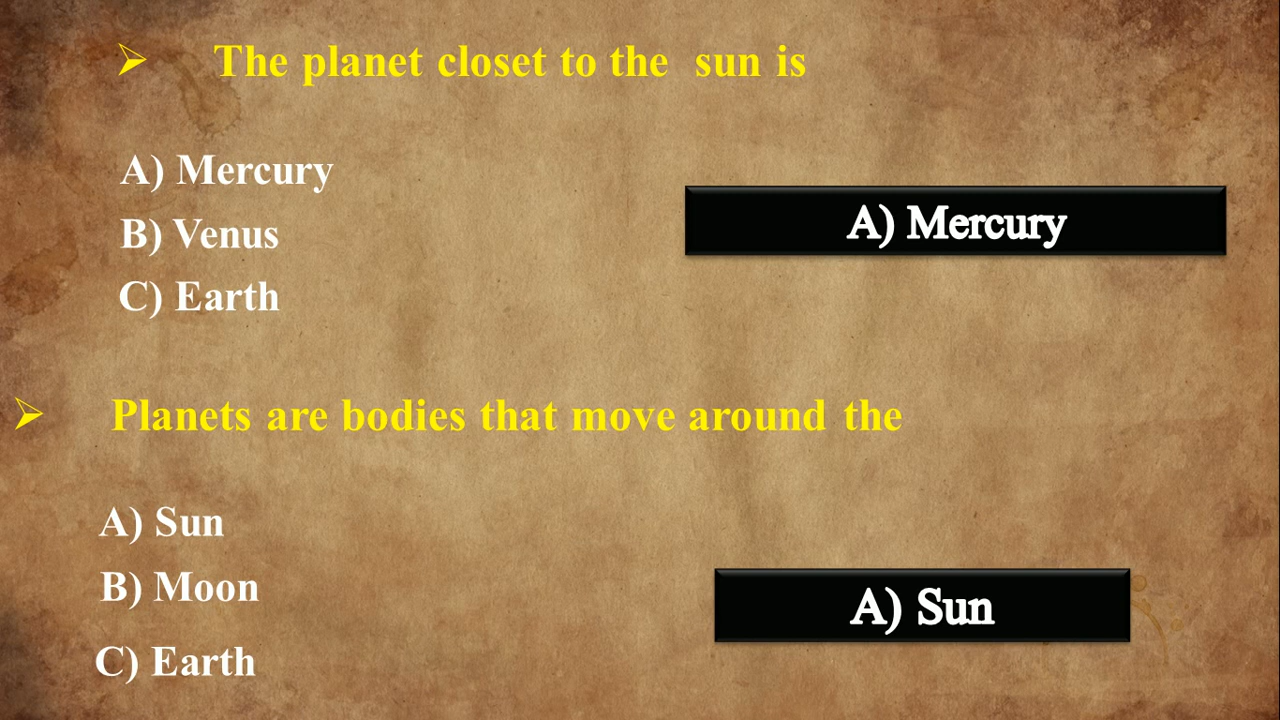 ➢ The planet closet to the sun is
A) Mercury
B) Venus
C) Earth
A) Mercury
➢ Planets are bodies that move around the
A) Sun
B) Moon
C) Earth
A) Sun